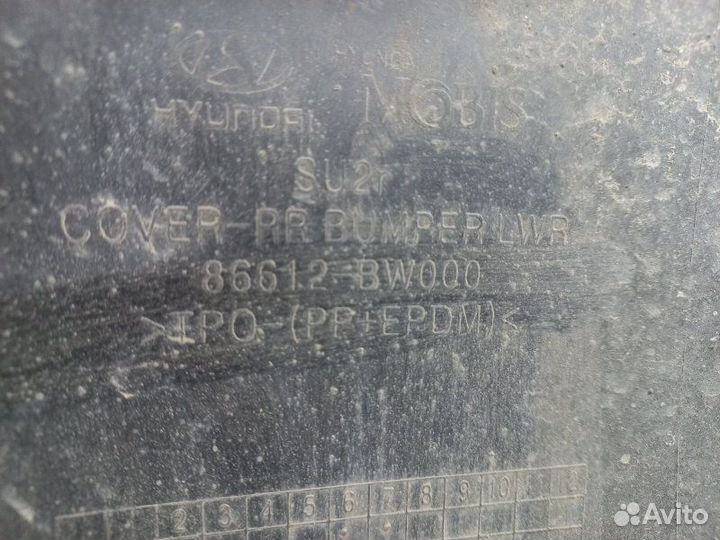 HYUNDAI MOBIS
SU2r
COVER-RR BUMPER LWR
86612-BW000
>TPO-(PP+EPDM)<
2 3 4 5 6 7 8 9 10 11 12
Avito